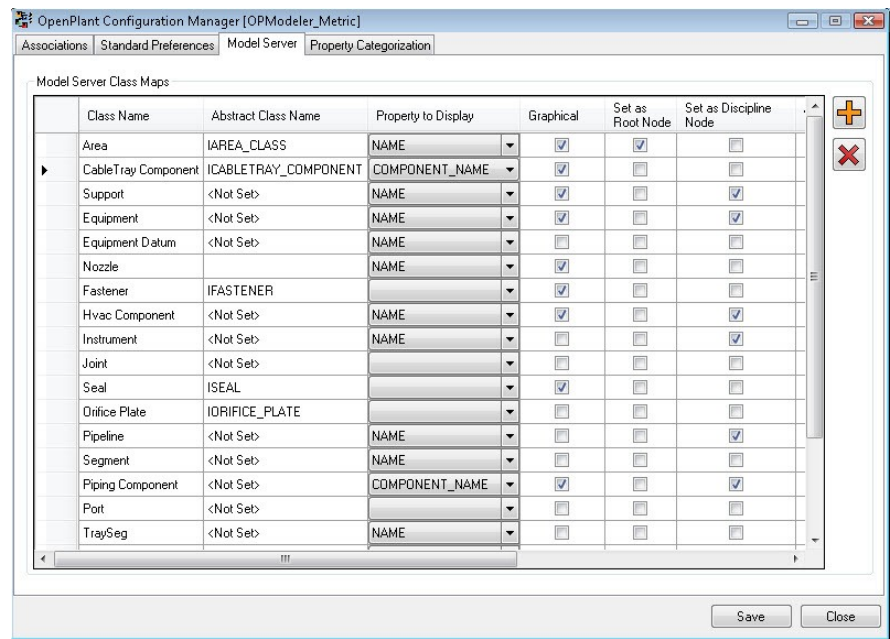 OpenPlant Configuration Manager [OPModeler_Metric]
Associations Standard Preferences Model Server Property Categorization
Model Server Class Maps
Class Name Abstract Class Name Property to Display Graphical Set as Root Node Set as Discipline Node
Area IAREA_CLASS NAME
CableTray Component ICABLETRAY_COMPONENT COMPONENT_NAME
Support <Not Set> NAME
Equipment <Not Set> NAME
Equipment Datum <Not Set> NAME
Nozzle NAME
Fastener IFASTENER
Hvac Component <Not Set> NAME
Instrument <Not Set> NAME
Joint <Not Set>
Seal ISEAL
Orifice Plate IORIFICE_PLATE
Pipeline <Not Set> NAME
Segment <Not Set> NAME
Piping Component <Not Set> COMPONENT_NAME
Port <Not Set>
TraySeg <Not Set> NAME
Save Close